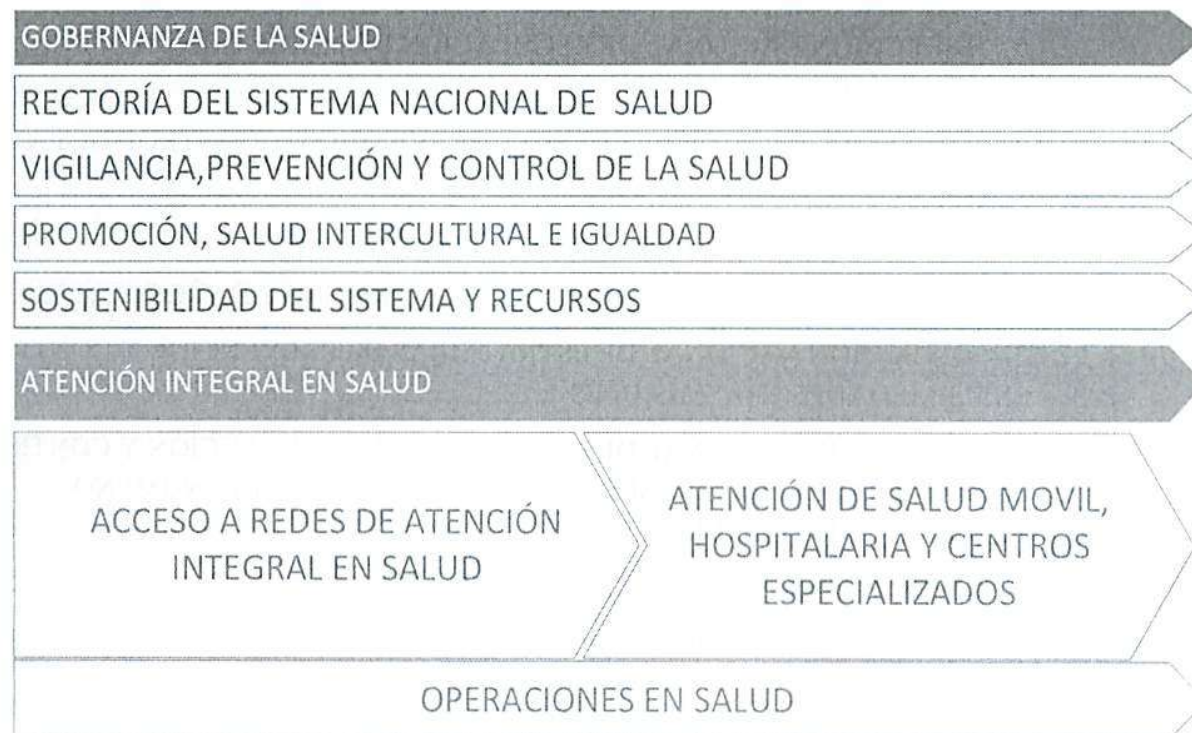 GOBERNANZA DE LA SALUD
RECTORÍA DEL SISTEMA NACIONAL DE SALUD
VIGILANCIA,PREVENCIÓN Y CONTROL DE LA SALUD
PROMOCIÓN, SALUD INTERCULTURAL E IGUALDAD
SOSTENIBILIDAD DEL SISTEMA Y RECURSOS
ATENCIÓN INTEGRAL EN SALUD
ACCESO A REDES DE ATENCIÓN
INTEGRAL EN SALUD
ATENCIÓN DE SALUD MOVIL,
HOSPITALARIA Y CENTROS
ESPECIALIZADOS
OPERACIONES EN SALUD